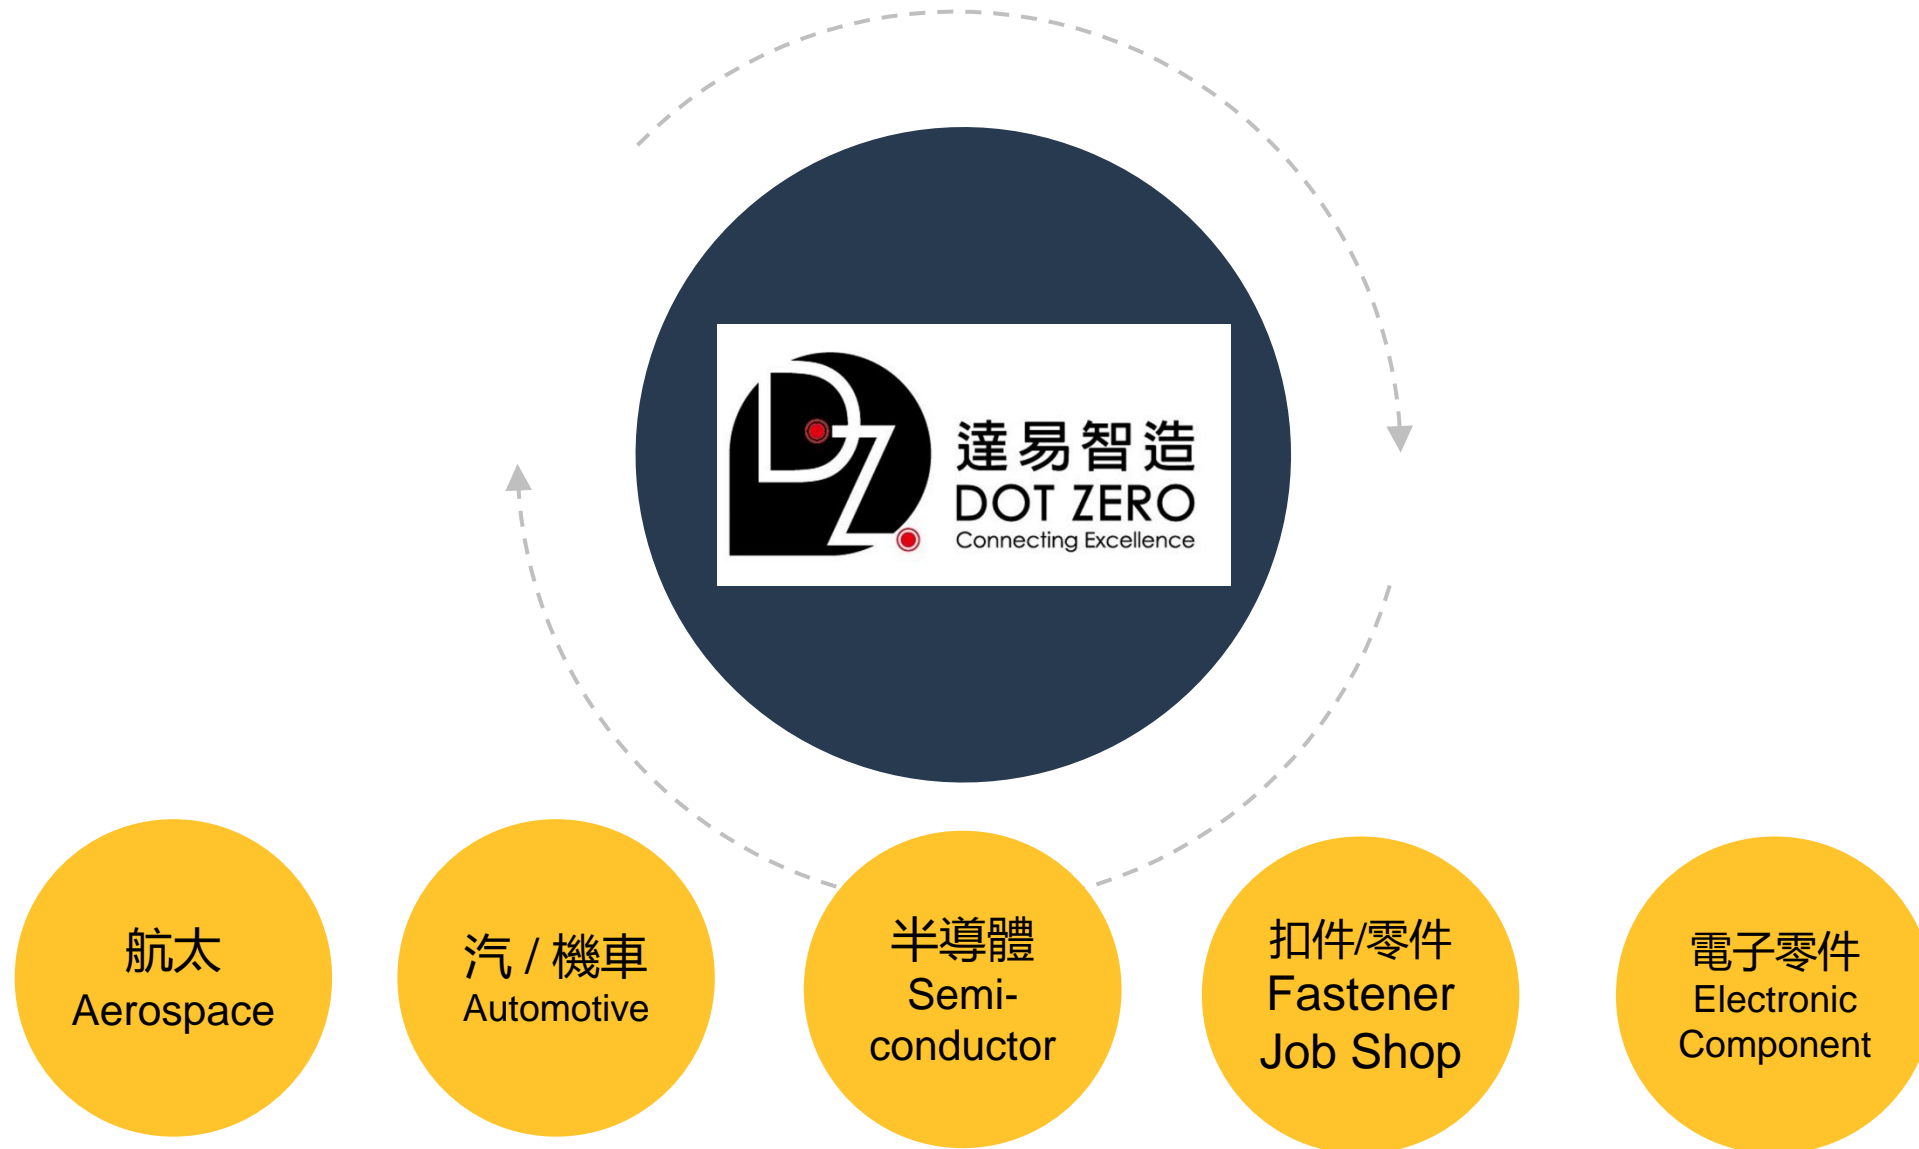 DZ.
達易智造
DOT ZERO
Connecting Excellence
航太
Aerospace
汽 / 機車
Automotive
半導體
Semi-
conductor
扣件/零件
Fastener
Job Shop
電子零件
Electronic
Component